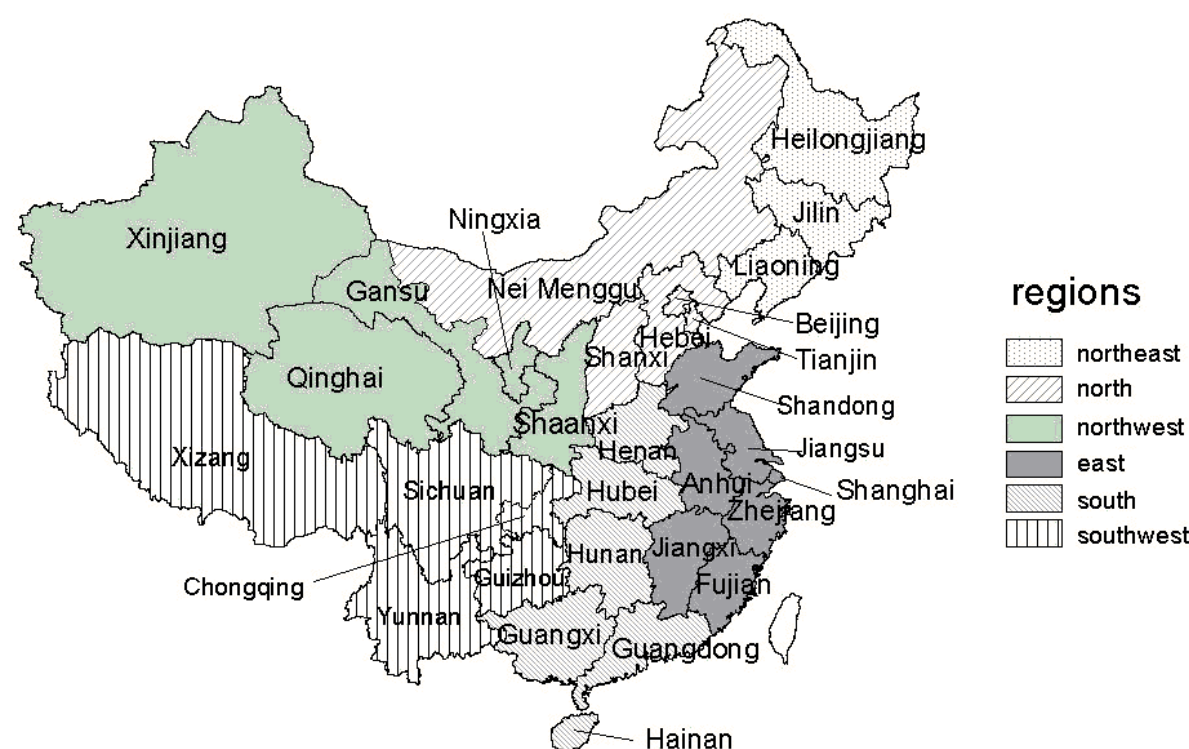 Heilongjiang
Jilin
Ningxia
Xinjiang
Liaoning
Gansu
Nei Menggu
Beijing
Hebei
Shanxi
Tianjin
Qinghai
Shandong
Shaanxi
Henan
Jiangsu
Xizang
Sichuan
Hubei
Anhui
Shanghai
Zhejiang
Hunan
Jiangxi
Chongqing
Guizhou
Fujian
Yunnan
Guangxi
Guangdong
Hainan
regions
northeast
north
northwest
east
south
southwest